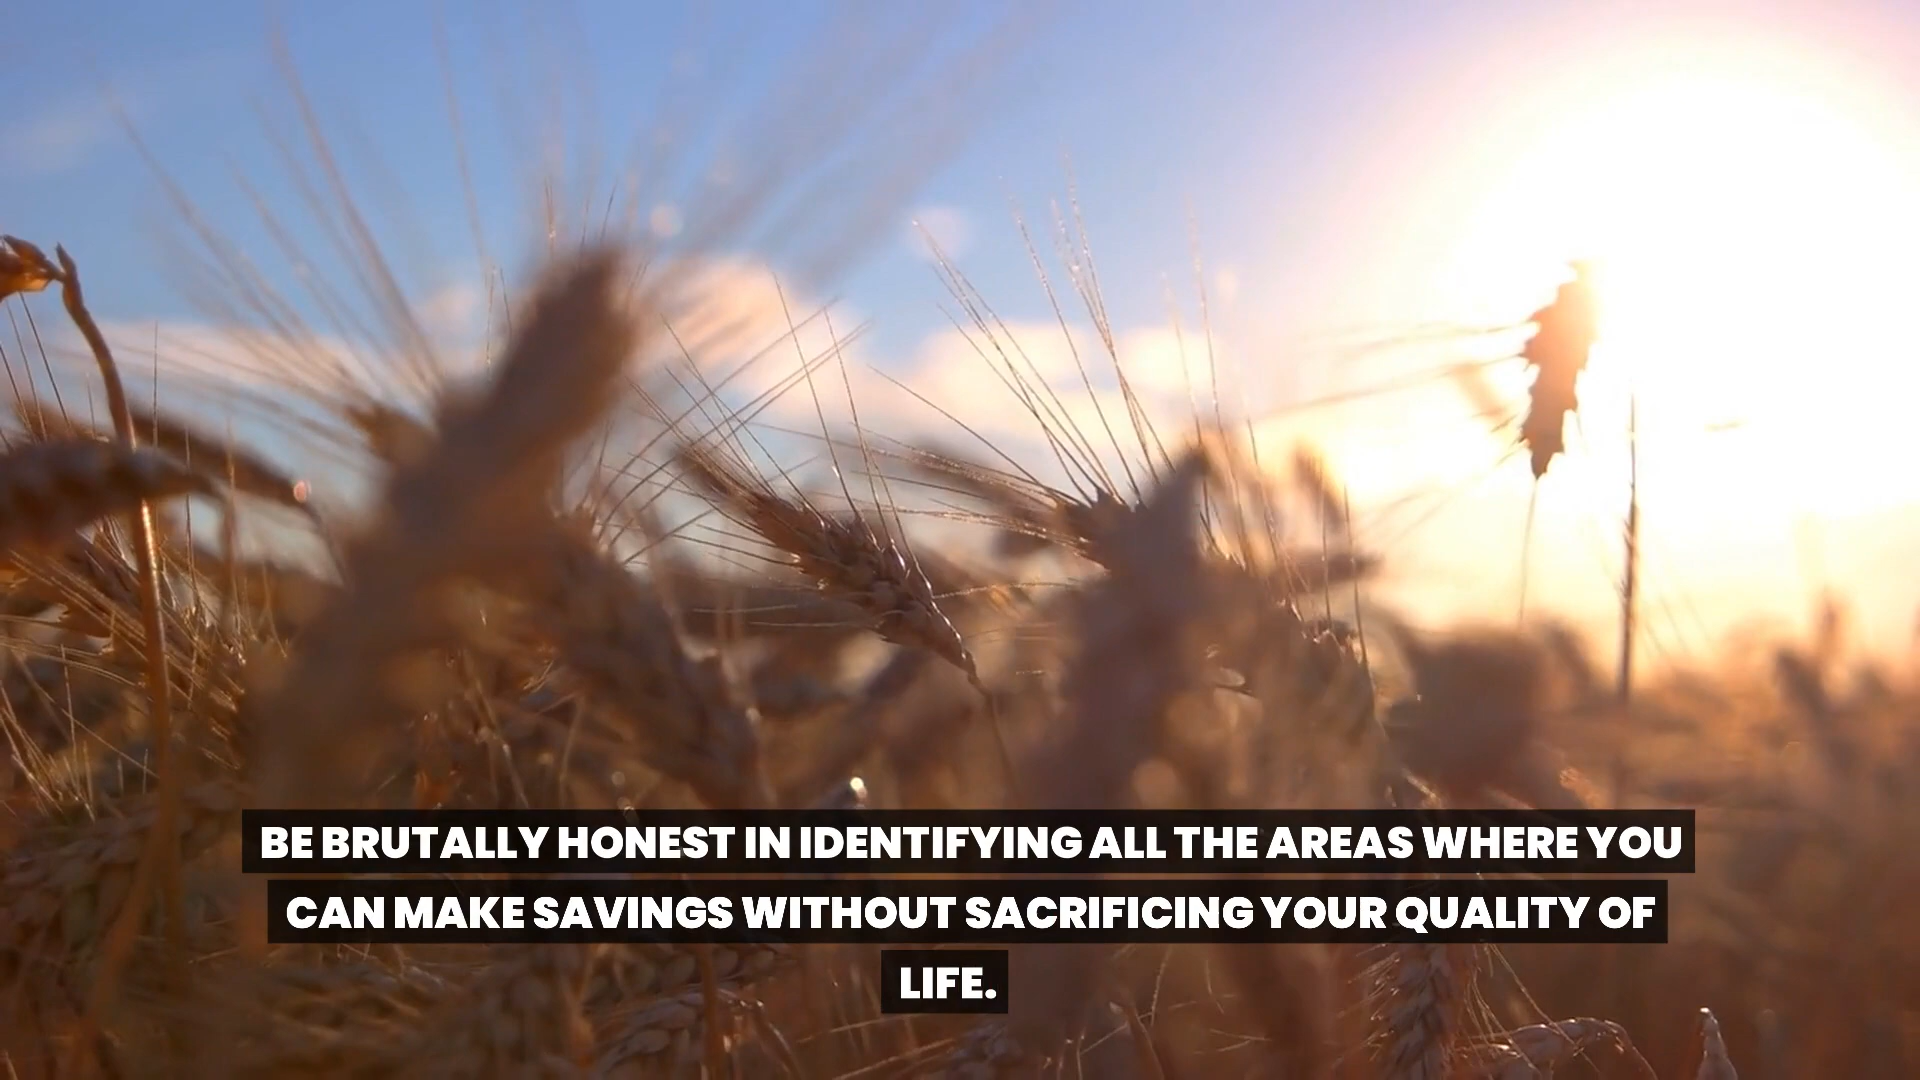 BE BRUTALLY HONEST IN IDENTIFYING ALL THE AREAS WHERE YOU
CAN MAKE SAVINGS WITHOUT SACRIFICING YOUR QUALITY OF
LIFE.